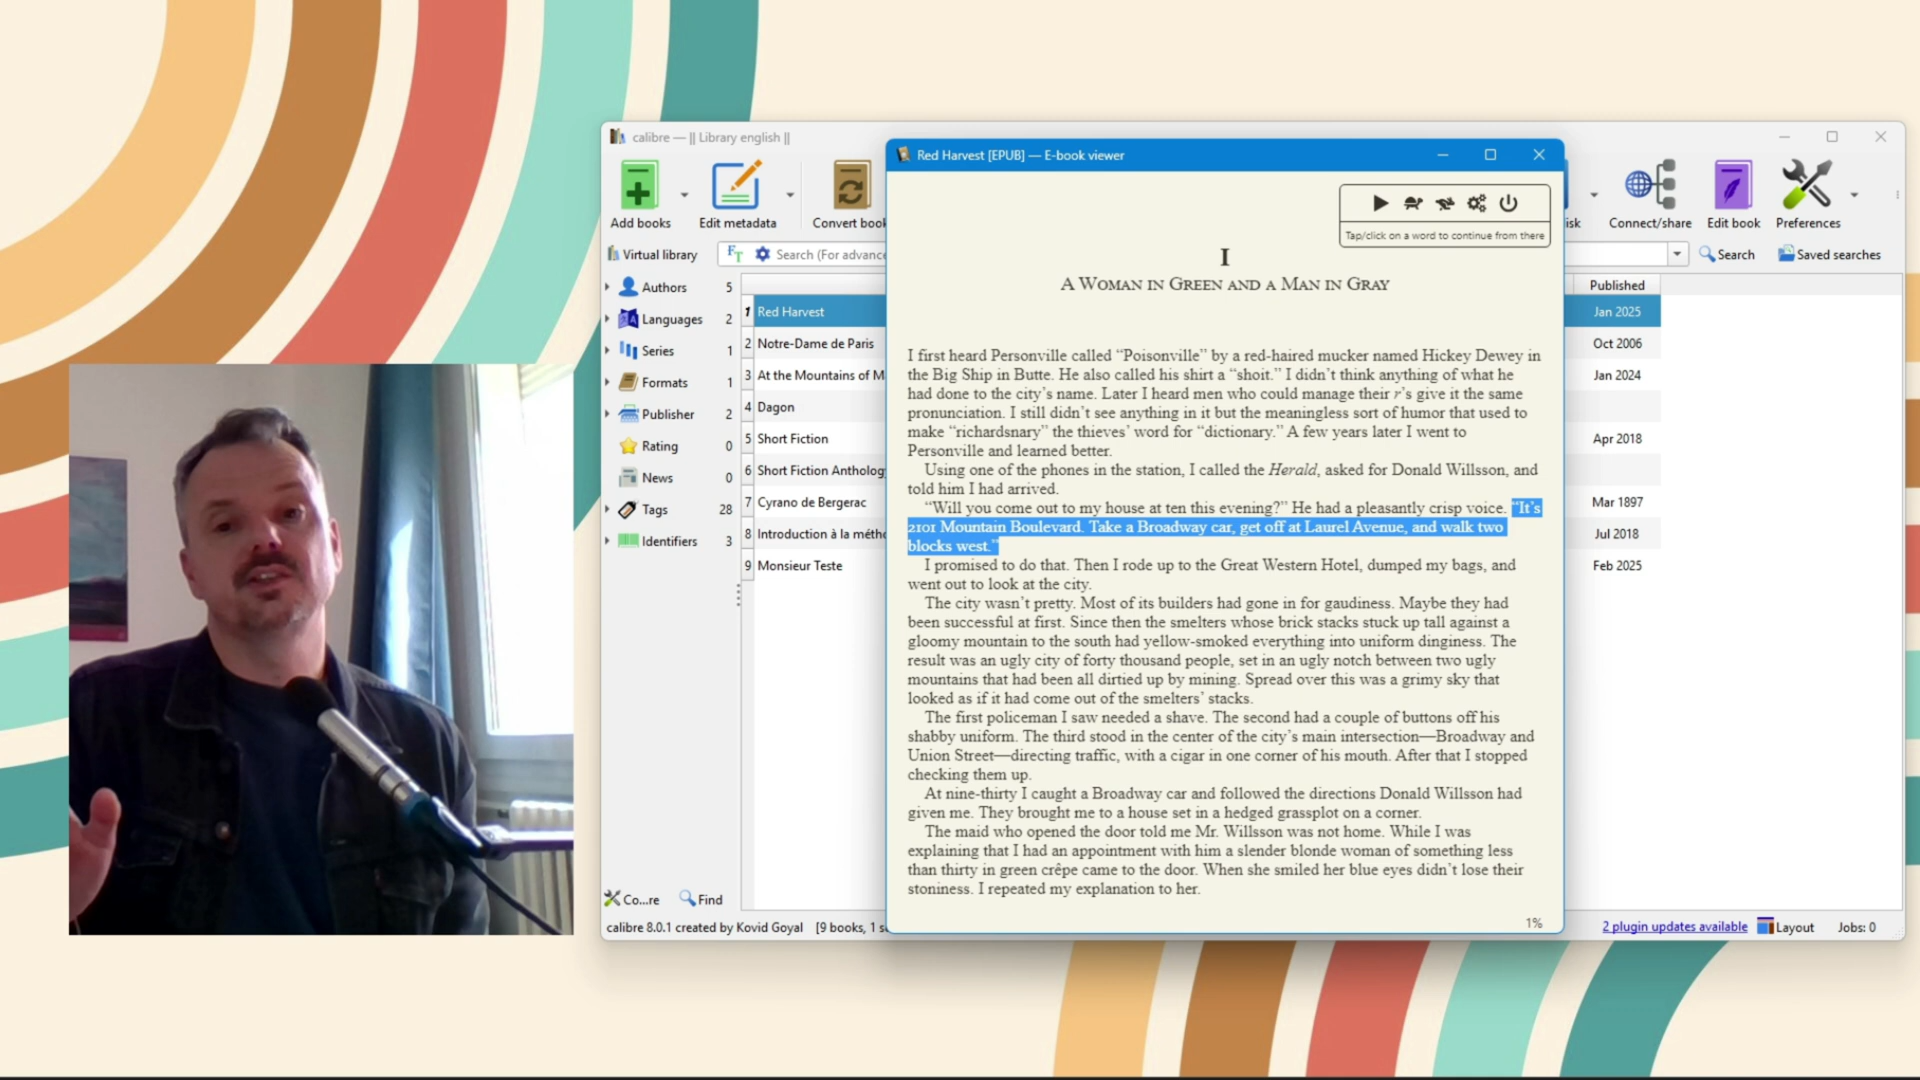 calibre — || Library english ||
Add books
Edit metadata
Convert book
isk
Connect/share
Edit book
Preferences
Virtual library
Search (For advance
Search
Saved searches
Authors 5
Languages 2
Series 1
Formats 1
Publisher 2
Rating 0
News 0
Tags 28
Identifiers 3
Published
1 Red Harvest Jan 2025
2 Notre-Dame de Paris Oct 2006
3 At the Mountains of M Jan 2024
4 Dagon
5 Short Fiction Apr 2018
6 Short Fiction Antholog
7 Cyrano de Bergerac Mar 1897
8 Introduction à la méth Jul 2018
9 Monsieur Teste Feb 2025
Co...re
Find
calibre 8.0.1 created by Kovid Goyal [9 books, 1 s
2 plugin updates available
Layout
Jobs: 0
Red Harvest [EPUB] — E-book viewer
Tap/click on a word to continue from there
I
A Woman in Green and a Man in Gray
I first heard Personville called “Poisonville” by a red-haired mucker named Hickey Dewey in
the Big Ship in Butte. He also called his shirt a “shoit.” I didn’t think anything of what he
had done to the city’s name. Later I heard men who could manage their r’s give it the same
pronunciation. I still didn’t see anything in it but the meaningless sort of humor that used to
make “richardsnary” the thieves’ word for “dictionary.” A few years later I went to
Personville and learned better.
Using one of the phones in the station, I called the Herald, asked for Donald Willsson, and
told him I had arrived.
“Will you come out to my house at ten this evening?” He had a pleasantly crisp voice. “It’s
2101 Mountain Boulevard. Take a Broadway car, get off at Laurel Avenue, and walk two
blocks west.”
I promised to do that. Then I rode up to the Great Western Hotel, dumped my bags, and
went out to look at the city.
The city wasn’t pretty. Most of its builders had gone in for gaudiness. Maybe they had
been successful at first. Since then the smelters whose brick stacks stuck up tall against a
gloomy mountain to the south had yellow-smoked everything into uniform dinginess. The
result was an ugly city of forty thousand people, set in an ugly notch between two ugly
mountains that had been all dirtied up by mining. Spread over this was a grimy sky that
looked as if it had come out of the smelters’ stacks.
The first policeman I saw needed a shave. The second had a couple of buttons off his
shabby uniform. The third stood in the center of the city’s main intersection—Broadway and
Union Street—directing traffic, with a cigar in one corner of his mouth. After that I stopped
checking them up.
At nine-thirty I caught a Broadway car and followed the directions Donald Willsson had
given me. They brought me to a house set in a hedged grassplot on a corner.
The maid who opened the door told me Mr. Willsson was not home. While I was
explaining that I had an appointment with him a slender blonde woman of something less
than thirty in green crêpe came to the door. When she smiled her blue eyes didn’t lose their
stoniness. I repeated my explanation to her.
1%